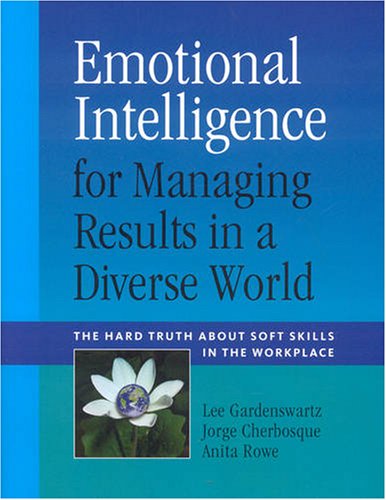 Emotional
Intelligence
for Managing
Results in a
Diverse World
THE HARD TRUTH ABOUT SOFT SKILLS
IN THE WORKPLACE
Lee Gardenswartz
Jorge Cherbosque
Anita Rowe